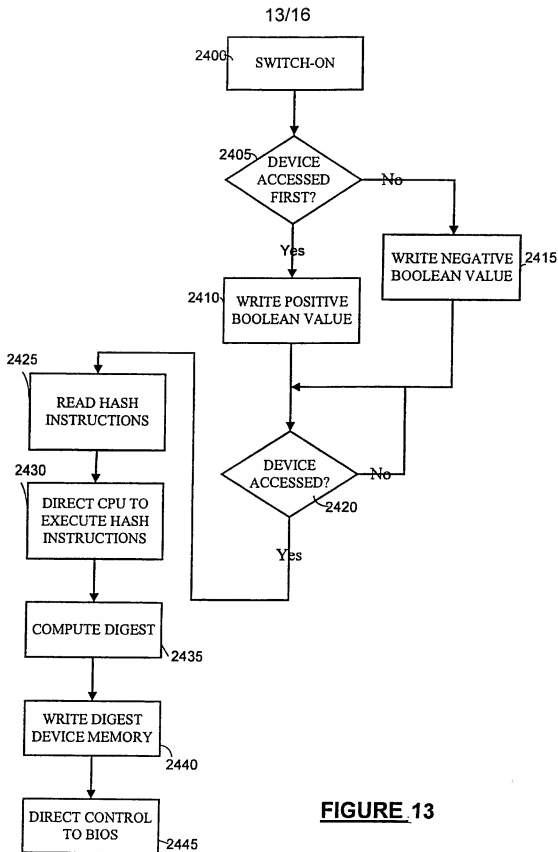 13/16
2400
SWITCH-ON
2405
DEVICE
ACCESSED
FIRST?
No
Yes
2410
WRITE POSITIVE
BOOLEAN VALUE
WRITE NEGATIVE
BOOLEAN VALUE
2415
2425
READ HASH
INSTRUCTIONS
DEVICE
ACCESSED?
No
2420
Yes
2430
DIRECT CPU TO
EXECUTE HASH
INSTRUCTIONS
COMPUTE DIGEST
2435
WRITE DIGEST
DEVICE MEMORY
2440
DIRECT CONTROL
TO BIOS
2445
FIGURE 13